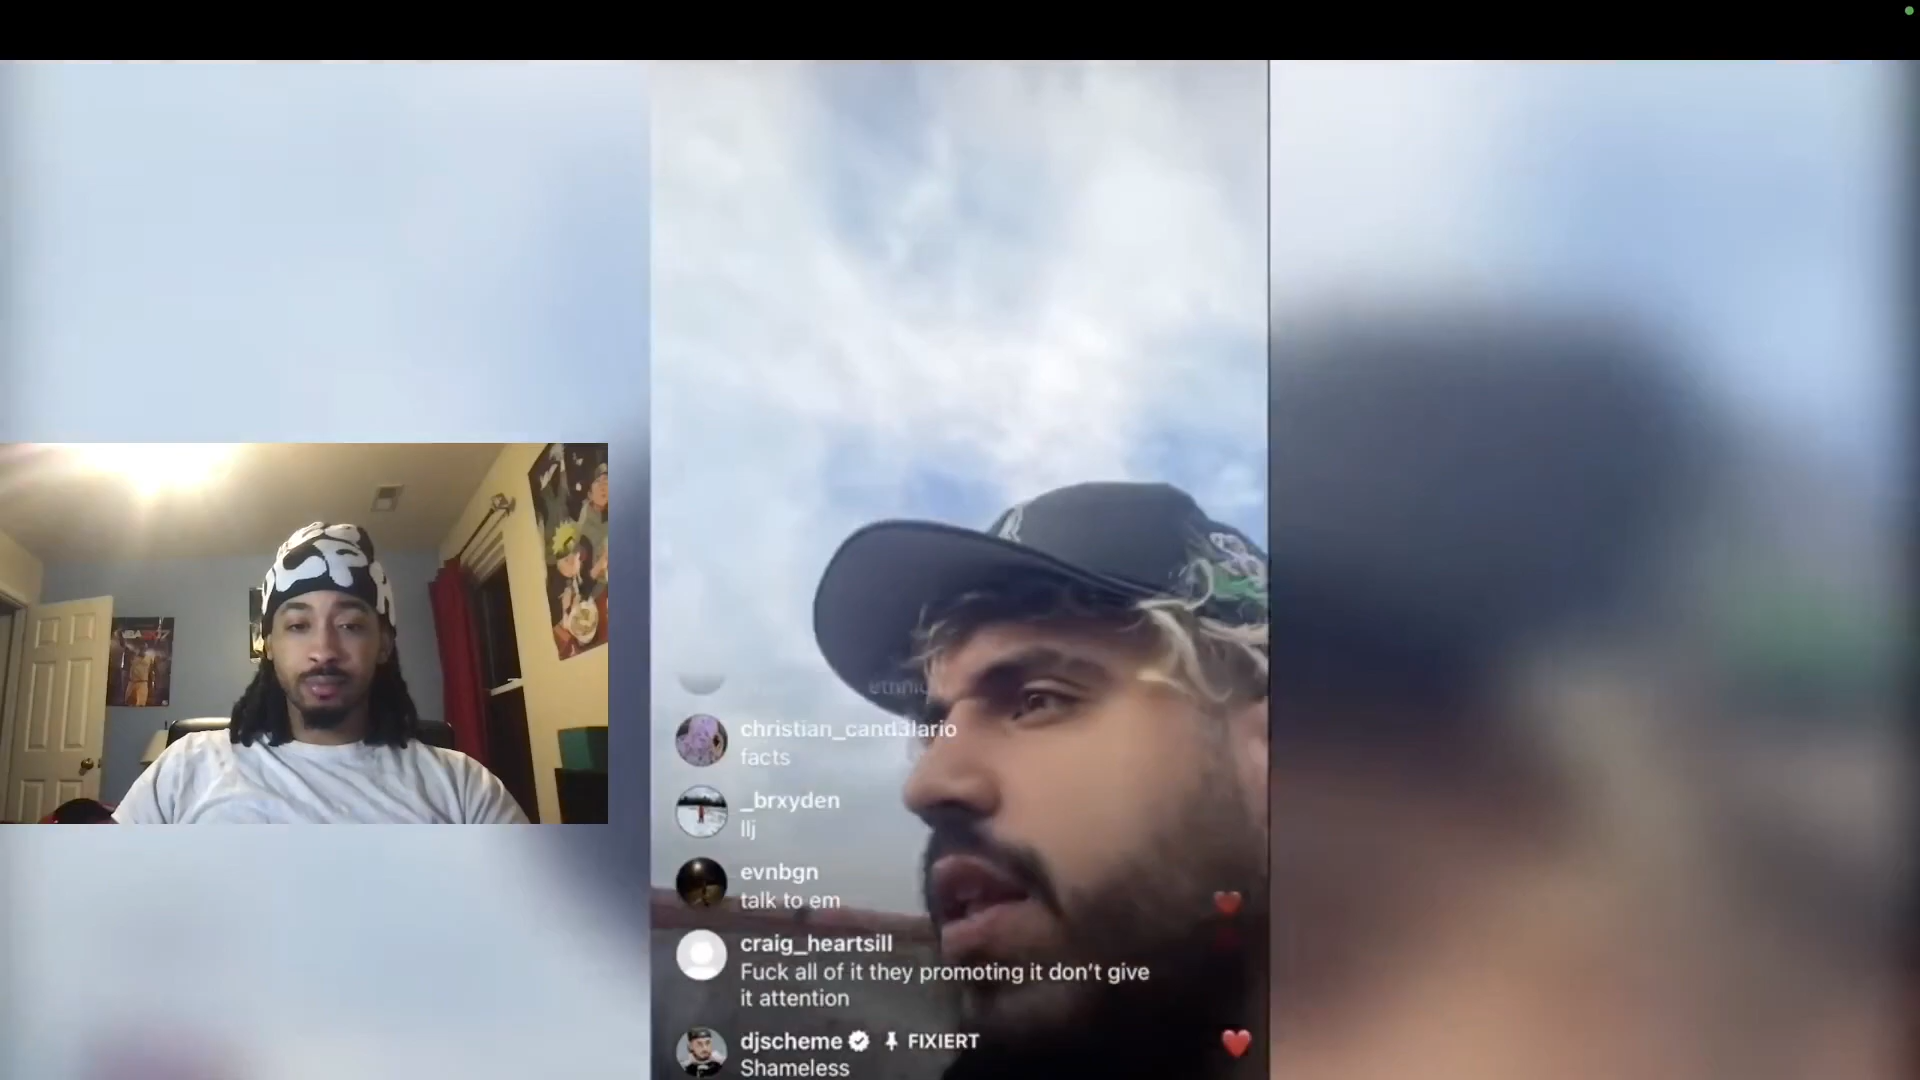 christian_cand3lario
facts
_brxyden
llj
evnbgn
talk to em
craig_heartsill
Fuck all of it they promoting it don’t give
it attention
djscheme FIXIERT
Shameless